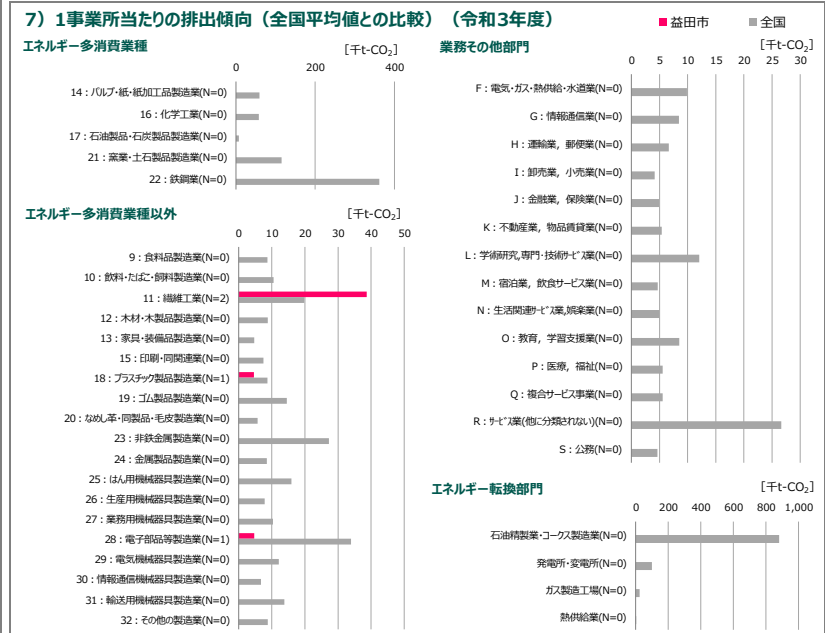 7）1事業所当たりの排出傾向（全国平均値との比較）（令和3年度）
■益田市 ■全国
エネルギー多消費業種
[千t-CO₂]
0 200 400
14：パルプ・紙・紙加工品製造業(N=0)
16：化学工業(N=0)
17：石油製品・石炭製品製造業(N=0)
21：窯業・土石製品製造業(N=0)
22：鉄鋼業(N=0)
エネルギー多消費業種以外
[千t-CO₂]
0 10 20 30 40 50
9：食料品製造業(N=0)
10：飲料・たばこ・飼料製造業(N=0)
11：繊維工業(N=2)
12：木材・木製品製造業(N=0)
13：家具・装備品製造業(N=0)
15：印刷・同関連業(N=0)
18：プラスチック製品製造業(N=1)
19：ゴム製品製造業(N=0)
20：なめし革・同製品・毛皮製造業(N=0)
23：非鉄金属製造業(N=0)
24：金属製品製造業(N=0)
25：はん用機械器具製造業(N=0)
26：生産用機械器具製造業(N=0)
27：業務用機械器具製造業(N=0)
28：電子部品等製造業(N=1)
29：電気機械器具製造業(N=0)
30：情報通信機械器具製造業(N=0)
31：輸送用機械器具製造業(N=0)
32：その他の製造業(N=0)
業務その他部門
[千t-CO₂]
0 5 10 15 20 25 30
F：電気・ガス・熱供給・水道業(N=0)
G：情報通信業(N=0)
H：運輸業，郵便業(N=0)
I：卸売業，小売業(N=0)
J：金融業，保険業(N=0)
K：不動産業，物品賃貸業(N=0)
L：学術研究,専門・技術ｻｰﾋﾞｽ業(N=0)
M：宿泊業，飲食サービス業(N=0)
N：生活関連ｻｰﾋﾞｽ業,娯楽業(N=0)
O：教育，学習支援業(N=0)
P：医療，福祉(N=0)
Q：複合サービス事業(N=0)
R：ｻｰﾋﾞｽ業(他に分類されない)(N=0)
S：公務(N=0)
エネルギー転換部門
[千t-CO₂]
0 200 400 600 800 1,000
石油精製業・コークス製造業(N=0)
発電所・変電所(N=0)
ガス製造工場(N=0)
熱供給業(N=0)